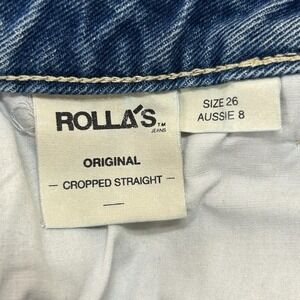 ROLLA'S TM
JEANS
ORIGINAL
— CROPPED STRAIGHT —
SIZE 26
AUSSIE 8